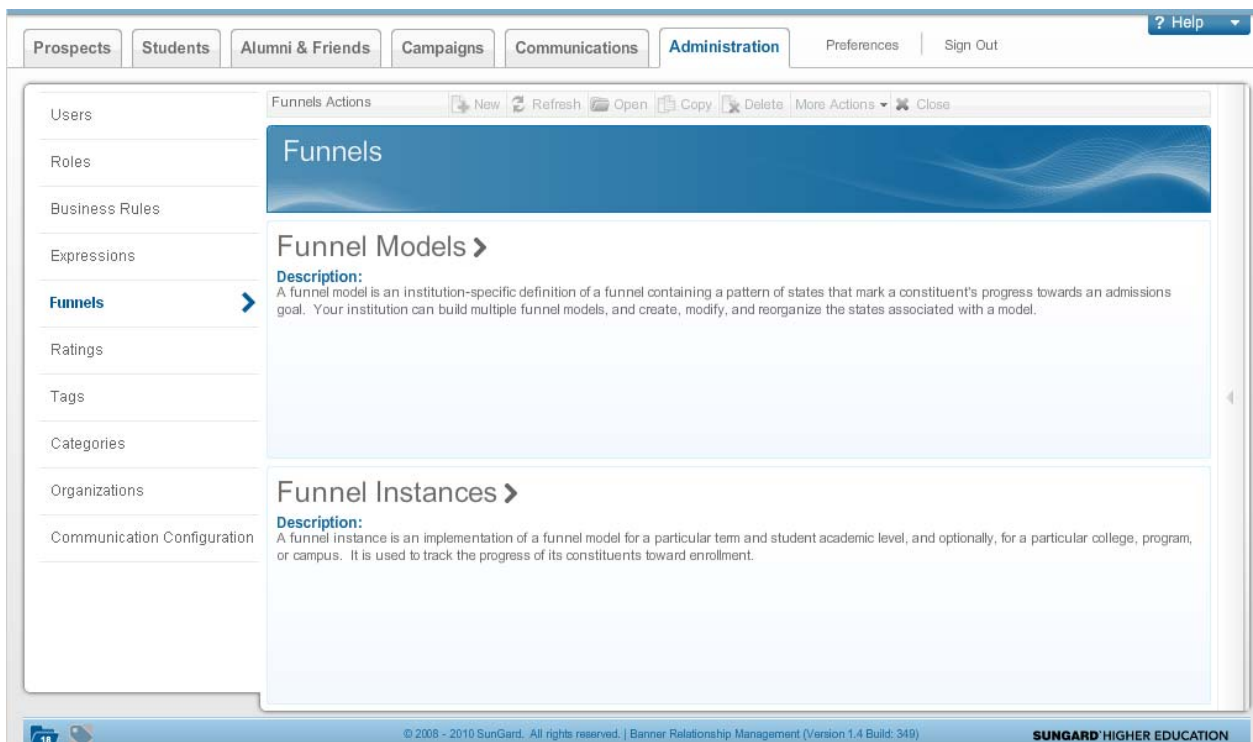 ? Help
Prospects Students Alumni & Friends Campaigns Communications Administration Preferences Sign Out
Users
Roles
Business Rules
Expressions
Funnels
Ratings
Tags
Categories
Organizations
Communication Configuration
Funnels Actions New Refresh Open Copy Delete More Actions Close
Funnels
Funnel Models
Description:
A funnel model is an institution-specific definition of a funnel containing a pattern of states that mark a constituent's progress towards an admissions
goal. Your institution can build multiple funnel models, and create, modify, and reorganize the states associated with a model.
Funnel Instances
Description:
A funnel instance is an implementation of a funnel model for a particular term and student academic level, and optionally, for a particular college, program,
or campus. It is used to track the progress of its constituents toward enrollment.
18
© 2008 - 2010 SunGard. All rights reserved. | Banner Relationship Management (Version 1.4 Build: 349)
SUNGARD' HIGHER EDUCATION